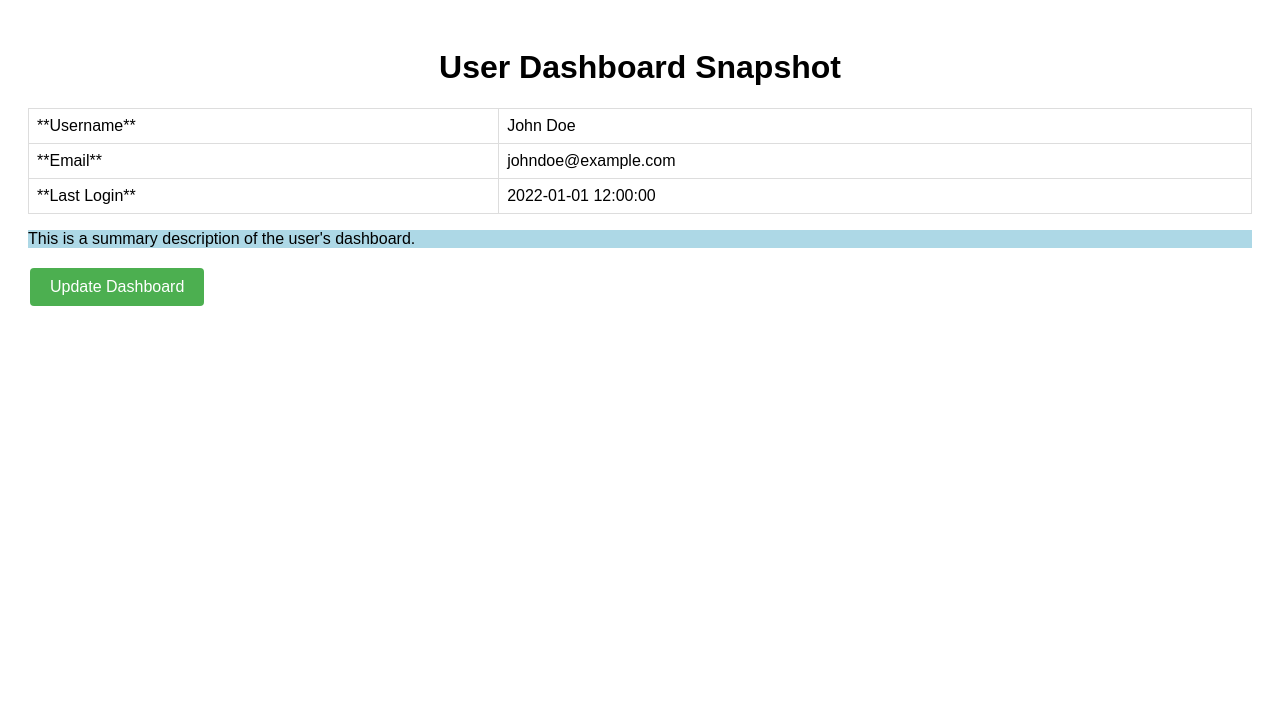 User Dashboard Snapshot
**Username** John Doe
**Email** johndoe@example.com
**Last Login** 2022-01-01 12:00:00
This is a summary description of the user's dashboard.
Update Dashboard